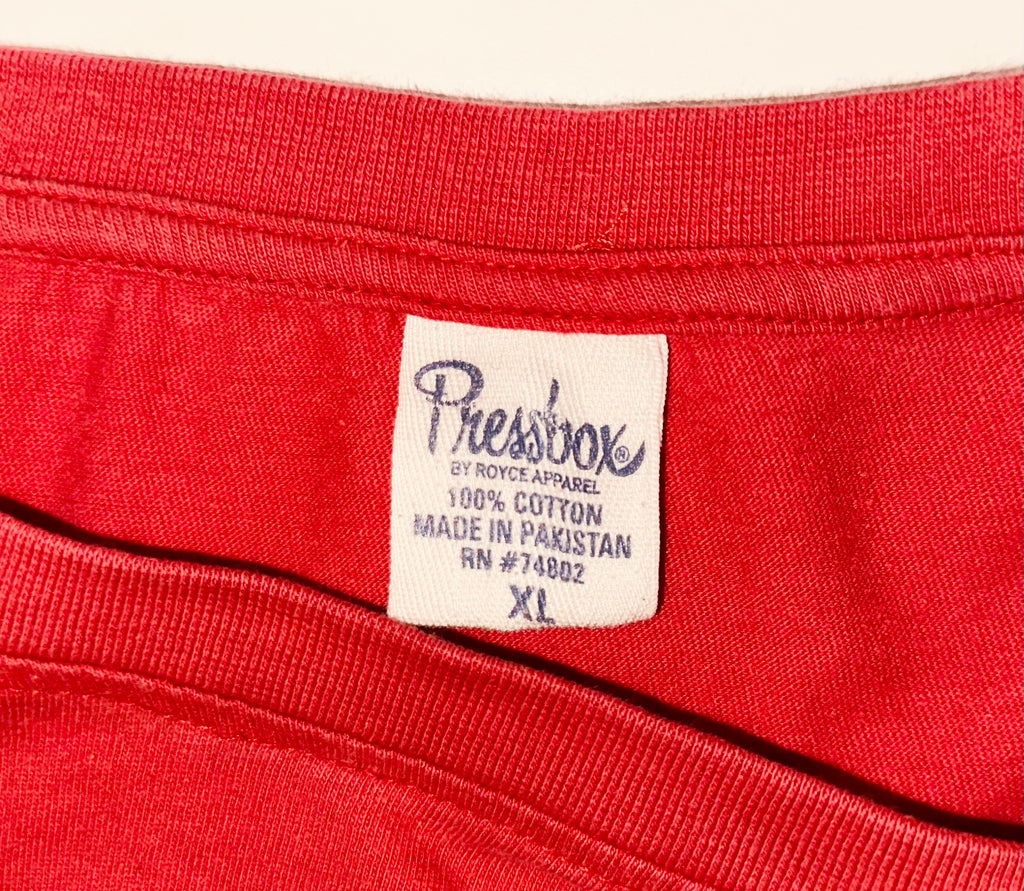 Pressbox®
BY ROYCE APPAREL
100% COTTON
MADE IN PAKISTAN
RN #74802
XL